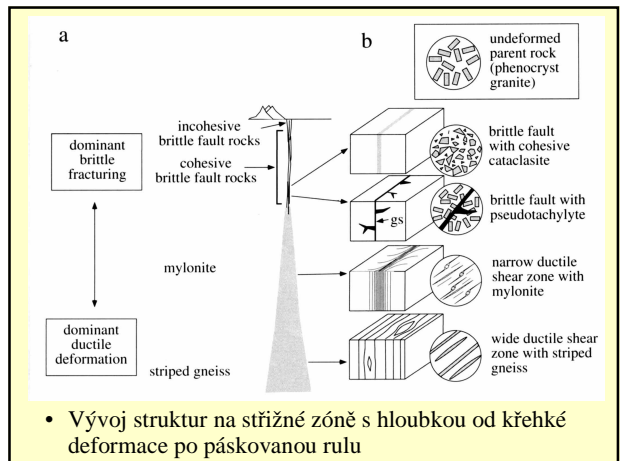 a
b
undeformed
parent rock
(phenocryst
granite)
incohesive
brittle fault rocks
cohesive
brittle fault rocks
dominant
brittle
fracturing
brittle fault
with cohesive
cataclasite
gs
brittle fault with
pseudotachylyte
mylonite
narrow ductile
shear zone with
mylonite
dominant
ductile
deformation
striped gneiss
wide ductile shear
zone with striped
gneiss
• Vývoj struktur na střižné zóně s hloubkou od křehké
deformace po páskovanou rulu